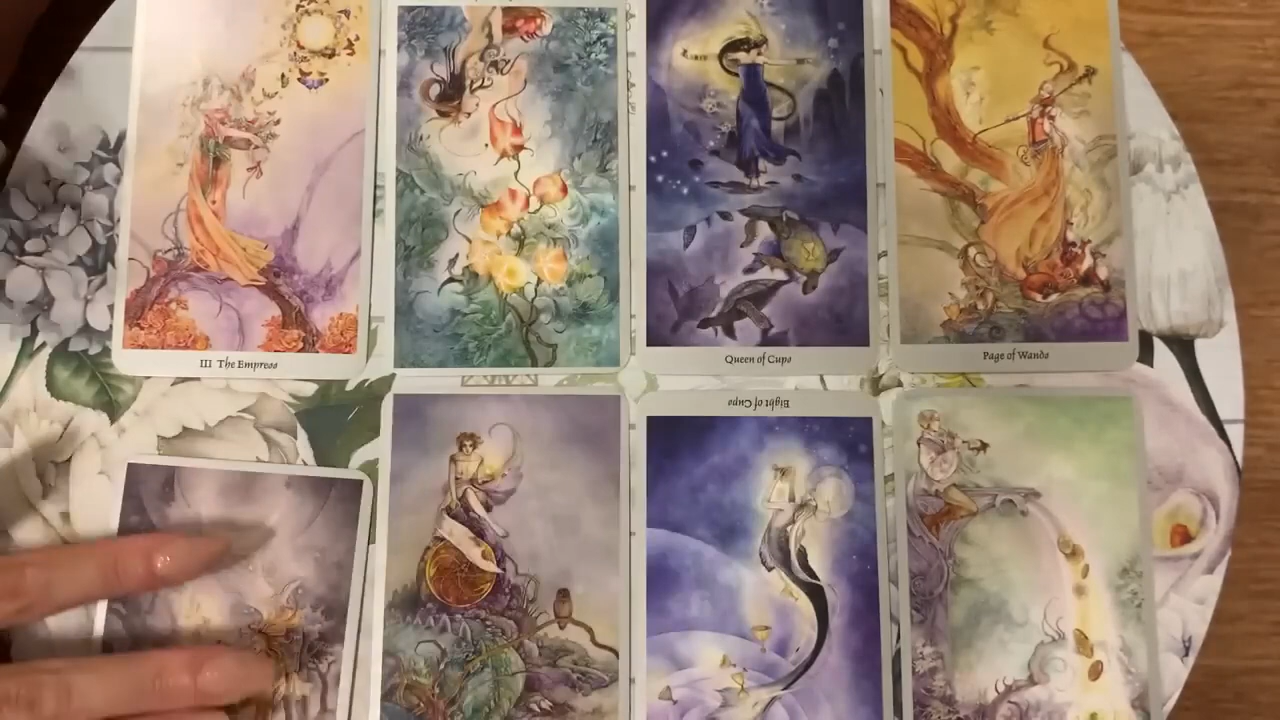 III The Empress
Queen of Cups
Page of Wands
Eight of Cups